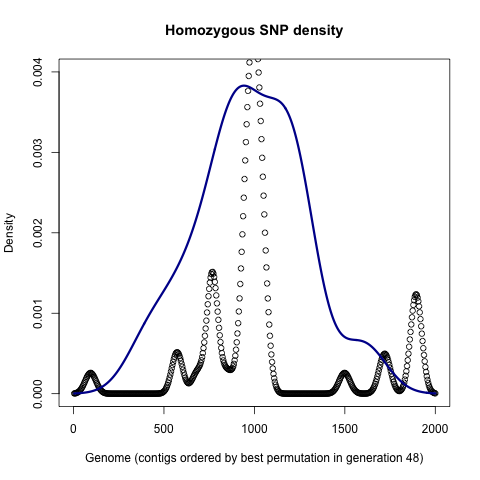 Homozygous SNP density
0.004
0.003
0.002
0.001
0.000
Density
0 500 1000 1500 2000
Genome (contigs ordered by best permutation in generation 48)